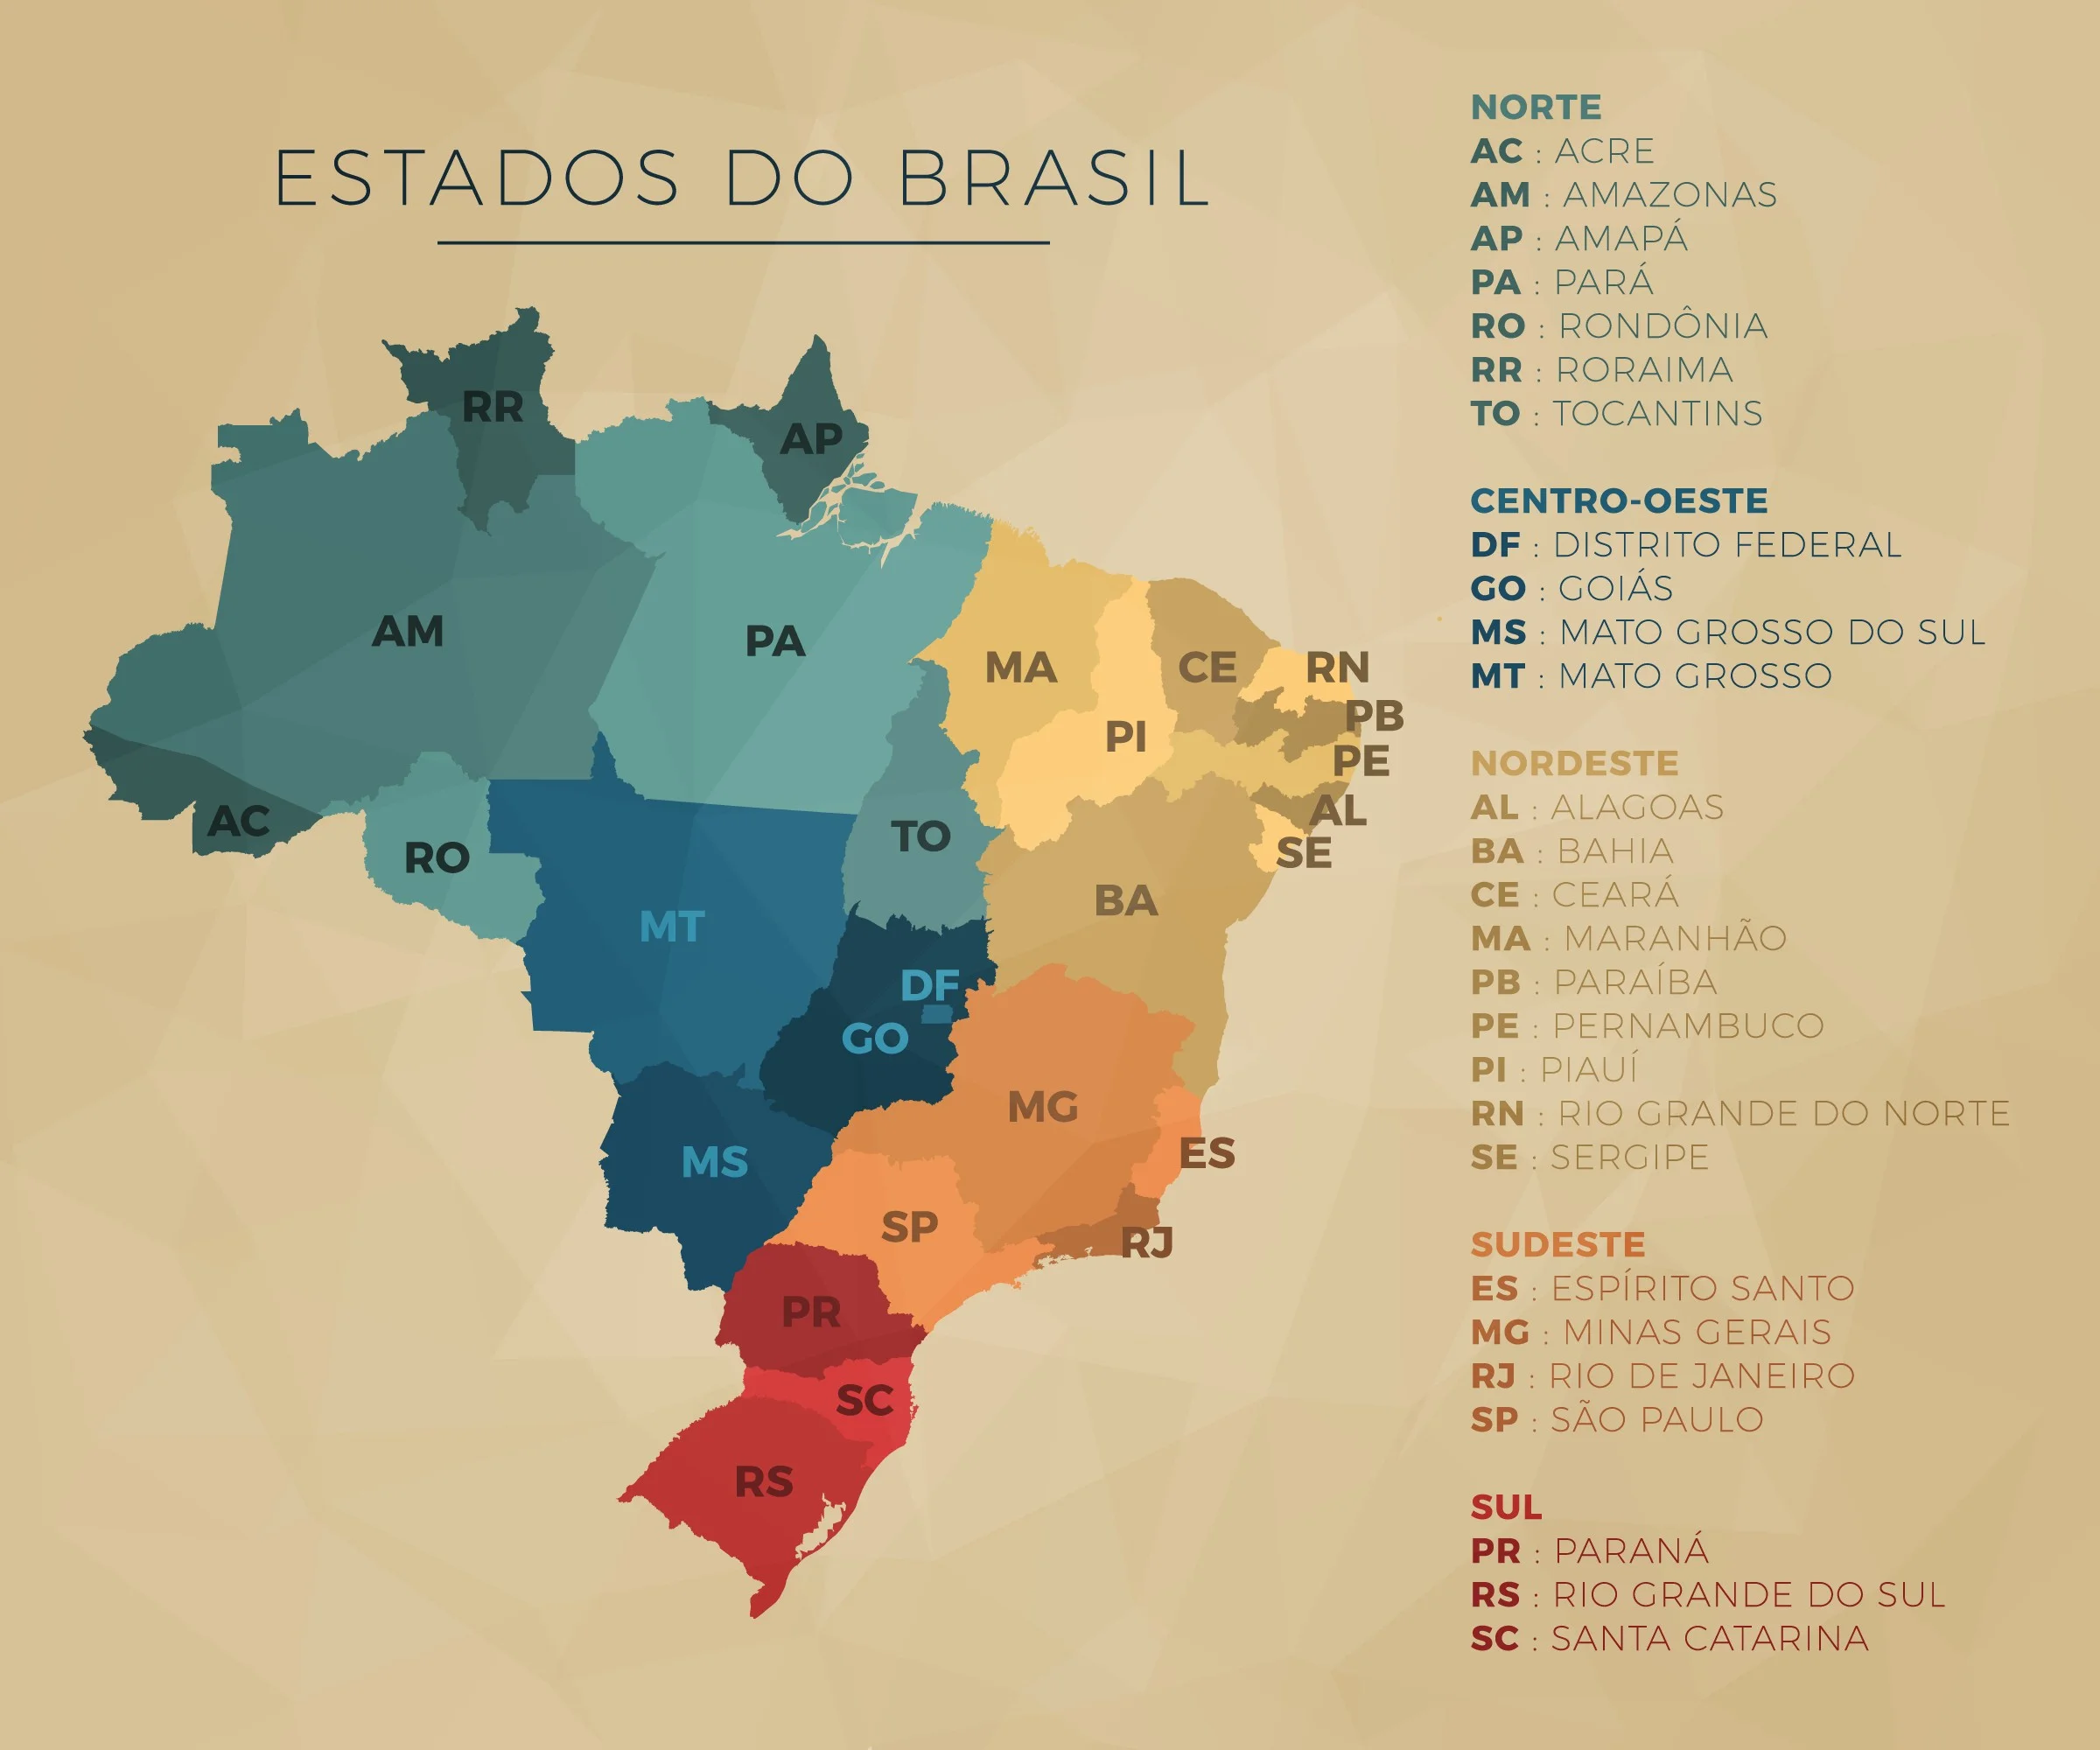 ESTADOS DO BRASIL
RR
AP
AM
PA
MA
CE
RN
PB
PI
PE
AC
RO
TO
AL
SE
MT
BA
DF
GO
MG
MS
ES
SP
RJ
PR
SC
RS
NORTE
AC : ACRE
AM : AMAZONAS
AP : AMAPÁ
PA : PARÁ
RO : RONDÔNIA
RR : RORAIMA
TO : TOCANTINS
CENTRO-OESTE
DF : DISTRITO FEDERAL
GO : GOIÁS
MS : MATO GROSSO DO SUL
MT : MATO GROSSO
NORDESTE
AL : ALAGOAS
BA : BAHIA
CE : CEARÁ
MA : MARANHÃO
PB : PARAÍBA
PE : PERNAMBUCO
PI : PIAUÍ
RN : RIO GRANDE DO NORTE
SE : SERGIPE
SUDESTE
ES : ESPÍRITO SANTO
MG : MINAS GERAIS
RJ : RIO DE JANEIRO
SP : SÃO PAULO
SUL
PR : PARANÁ
RS : RIO GRANDE DO SUL
SC : SANTA CATARINA